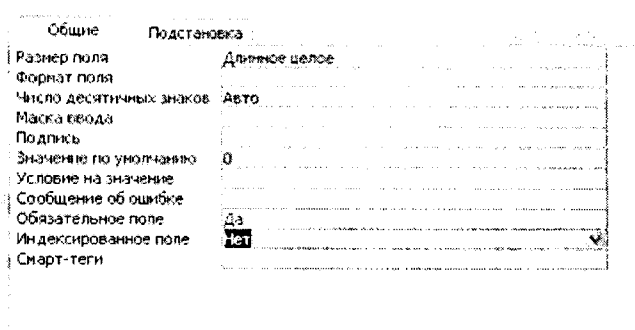 Общие Подстановка
Размер поля Длинное целое
Формат поля
Число десятичных знаков Авто
Маска ввода
Подпись
Значение по умолчанию 0
Условие на значение
Сообщение об ошибке
Обязательное поле Да
Индексированное поле Нет
Смарт-теги